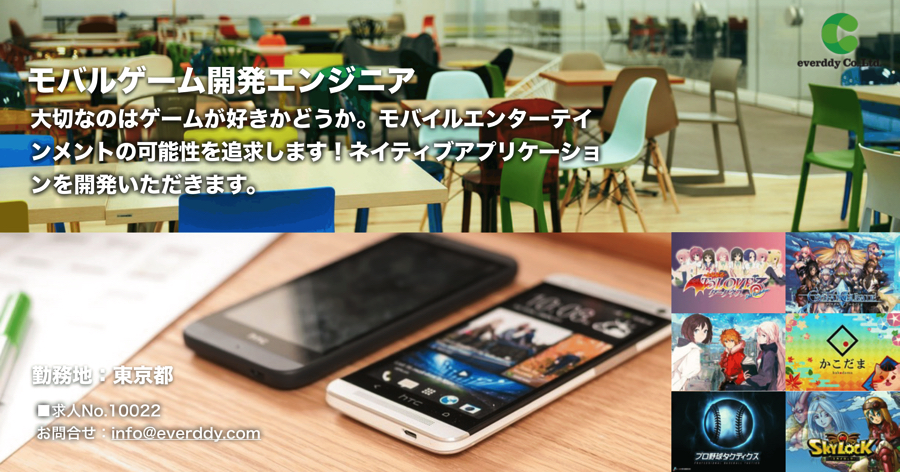 everddy Co.,Ltd.
モバルゲーム開発エンジニア
大切なのはゲームが好きかどうか。モバイルエンターテイ
ンメントの可能性を追求します！ネイティブアプリケーショ
ンを開発いただきます。
勤務地：東京都
■求人No.10022
お問合せ：info@everddy.com
hTC
かこだま
プロ野球タクティクス
SKYLOCK